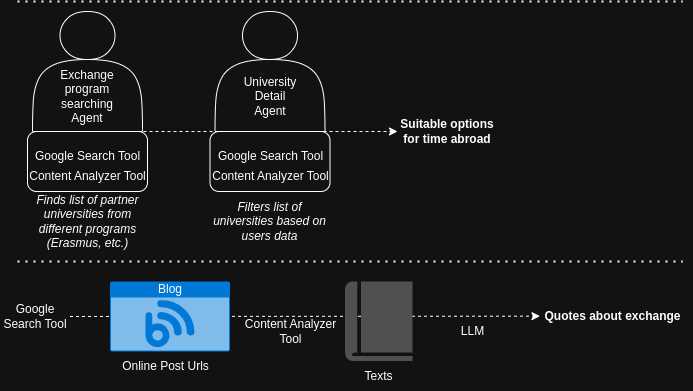 Exchange
program
searching
Agent
University
Detail
Agent
Suitable options
for time abroad
Google Search Tool
Content Analyzer Tool
Google Search Tool
Content Analyzer Tool
Finds list of partner
universities from
different programs
(Erasmus, etc.)
Filters list of
universities based on
users data
Google
Search Tool
Blog
Online Post Urls
Content Analyzer
Tool
Texts
LLM
Quotes about exchange